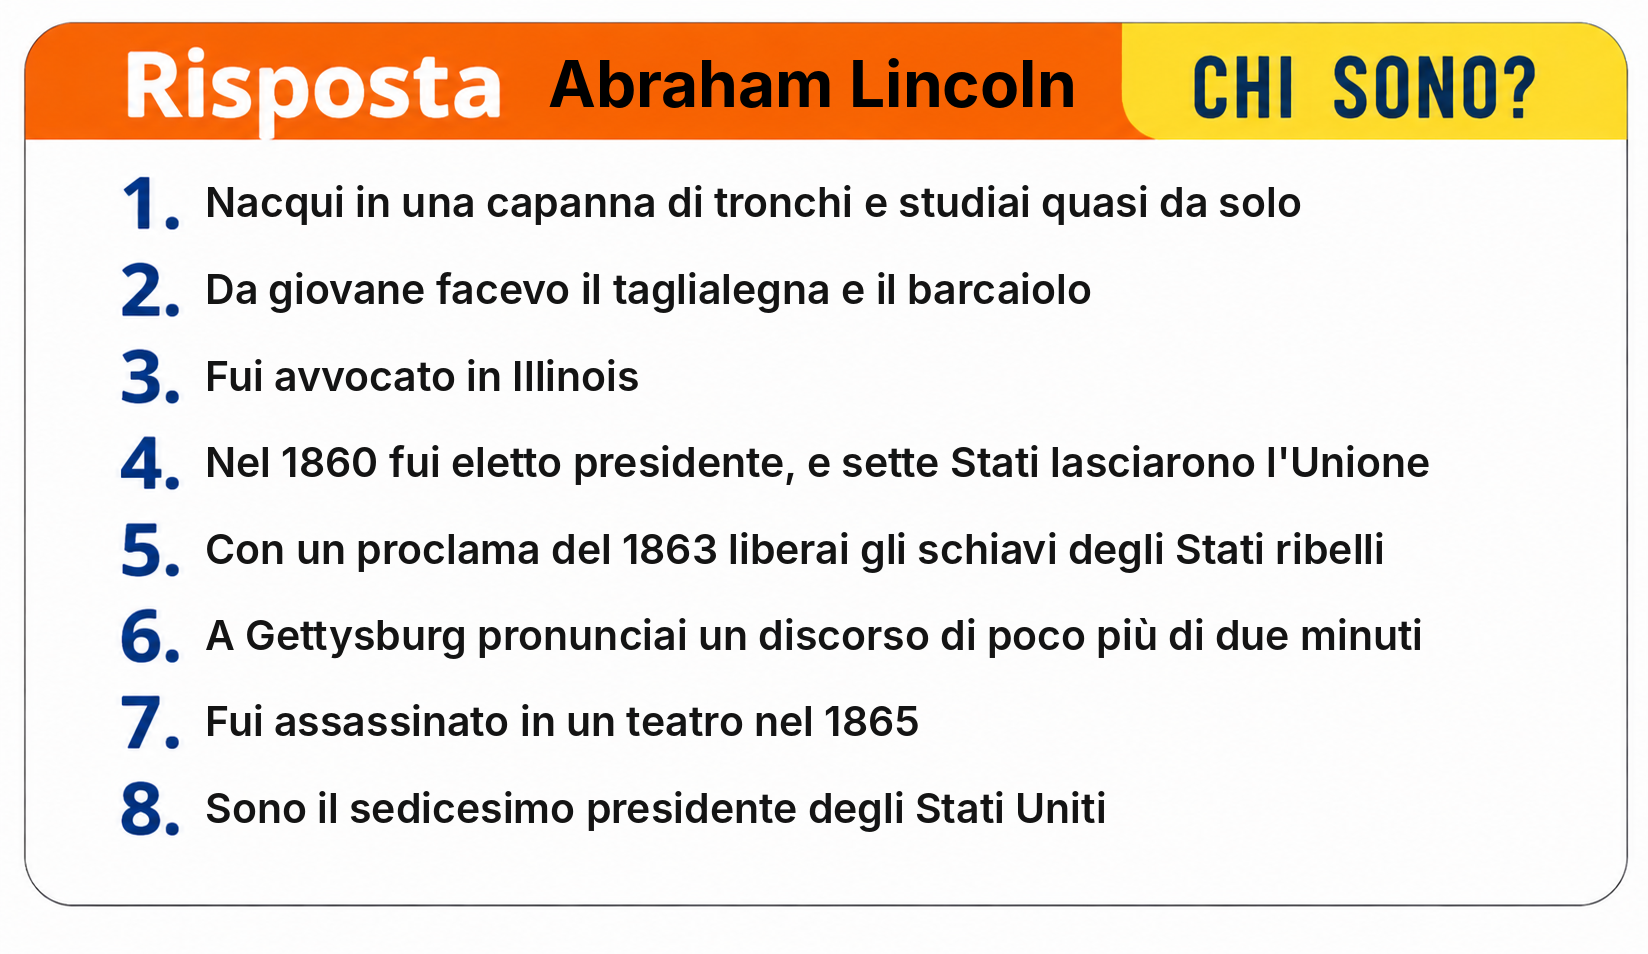 Risposta Abraham Lincoln CHI SONO?
1. Nacqui in una capanna di tronchi e studiai quasi da solo
2. Da giovane facevo il taglialegna e il barcaiolo
3. Fui avvocato in Illinois
4. Nel 1860 fui eletto presidente, e sette Stati lasciarono l'Unione
5. Con un proclama del 1863 liberai gli schiavi degli Stati ribelli
6. A Gettysburg pronunciai un discorso di poco più di due minuti
7. Fui assassinato in un teatro nel 1865
8. Sono il sedicesimo presidente degli Stati Uniti